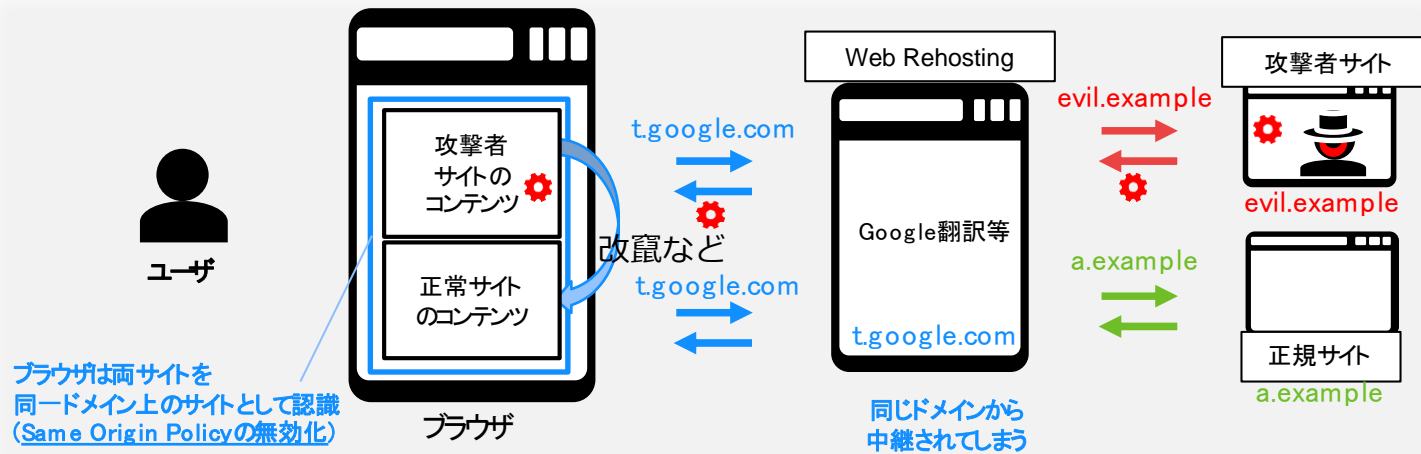 ユーザ
ブラウザは両サイトを
同一ドメイン上のサイトとして認識
(Same Origin Policyの無効化)
攻撃者
サイトの
コンテンツ
正常サイト
のコンテンツ
ブラウザ
改竄など
t.google.com
t.google.com
Web Rehosting
Google翻訳等
t.google.com
同じドメインから
中継されてしまう
evil.example
a.example
攻撃者サイト
evil.example
正規サイト
a.example